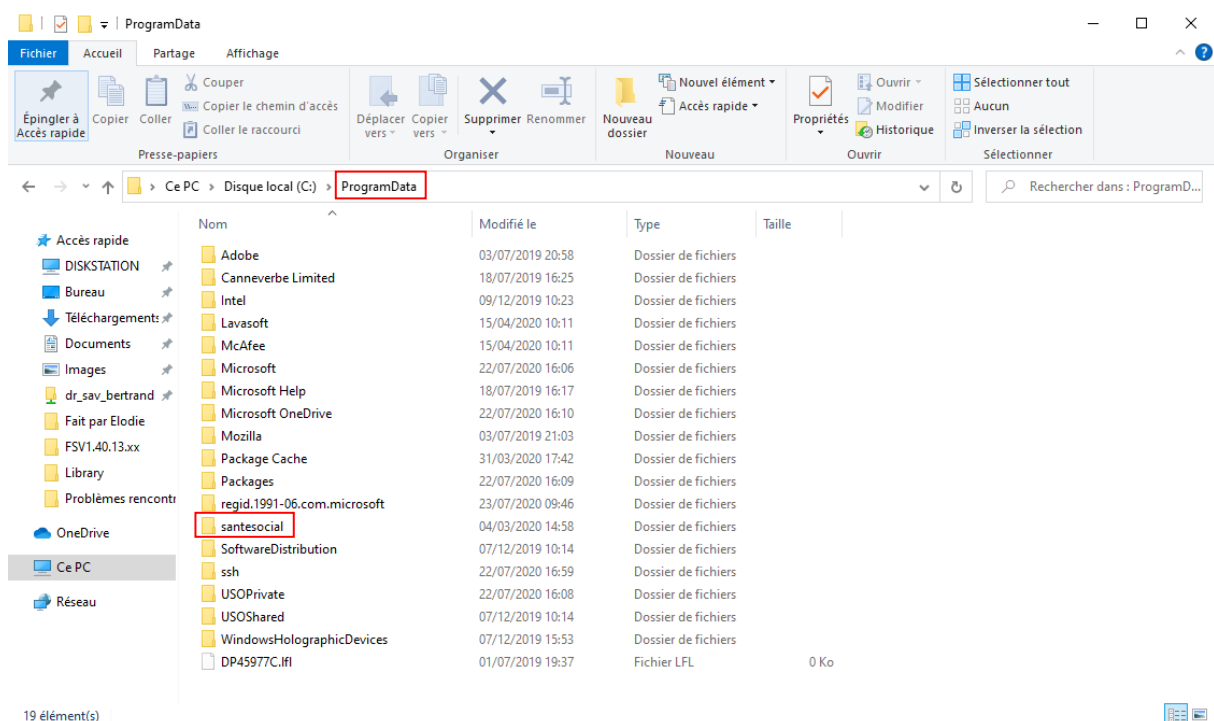 ProgramData
Fichier Accueil Partage Affichage
Épingler à Accès rapide
Copier
Coller
Couper
Copier le chemin d'accès
Coller le raccourci
Presse-papiers
Déplacer vers
Copier vers
Supprimer
Renommer
Organiser
Nouveau dossier
Nouvel élément
Accès rapide
Nouveau
Propriétés
Ouvrir
Modifier
Historique
Ouvrir
Sélectionner tout
Aucun
Inverser la sélection
Sélectionner
Ce PC > Disque local (C:) > ProgramData
Rechercher dans : ProgramD...
Accès rapide
DISKSTATION
Bureau
Téléchargements
Documents
Images
dr_sav_bertrand
Fait par Elodie
FSV1.40.13.xx
Library
Problèmes rencontr
OneDrive
Ce PC
Réseau
Nom Modifié le Type Taille
Adobe 03/07/2019 20:58 Dossier de fichiers
Canneverbe Limited 18/07/2019 16:25 Dossier de fichiers
Intel 09/12/2019 10:23 Dossier de fichiers
Lavasoft 15/04/2020 10:11 Dossier de fichiers
McAfee 15/04/2020 10:11 Dossier de fichiers
Microsoft 22/07/2020 16:06 Dossier de fichiers
Microsoft Help 18/07/2019 16:17 Dossier de fichiers
Microsoft OneDrive 22/07/2020 16:10 Dossier de fichiers
Mozilla 03/07/2019 21:03 Dossier de fichiers
Package Cache 31/03/2020 17:42 Dossier de fichiers
Packages 22/07/2020 16:09 Dossier de fichiers
regid.1991-06.com.microsoft 23/07/2020 09:46 Dossier de fichiers
santesocial 04/03/2020 14:58 Dossier de fichiers
SoftwareDistribution 07/12/2019 10:14 Dossier de fichiers
ssh 22/07/2020 16:59 Dossier de fichiers
USOPrivate 22/07/2020 16:08 Dossier de fichiers
USOShared 07/12/2019 10:14 Dossier de fichiers
WindowsHolographicDevices 07/12/2019 15:53 Dossier de fichiers
DP45977C.lfl 01/07/2019 19:37 Fichier LFL 0 Ko
19 élément(s)